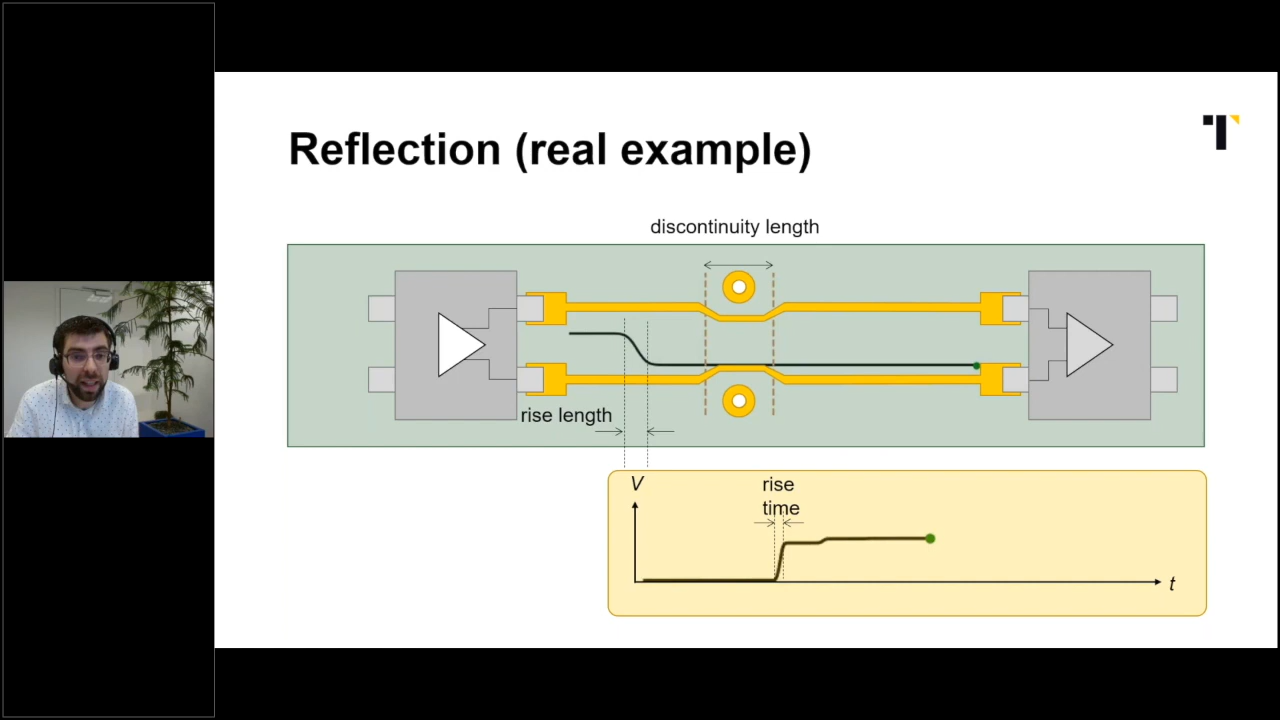 Reflection (real example)
discontinuity length
rise length
V
rise
time
t